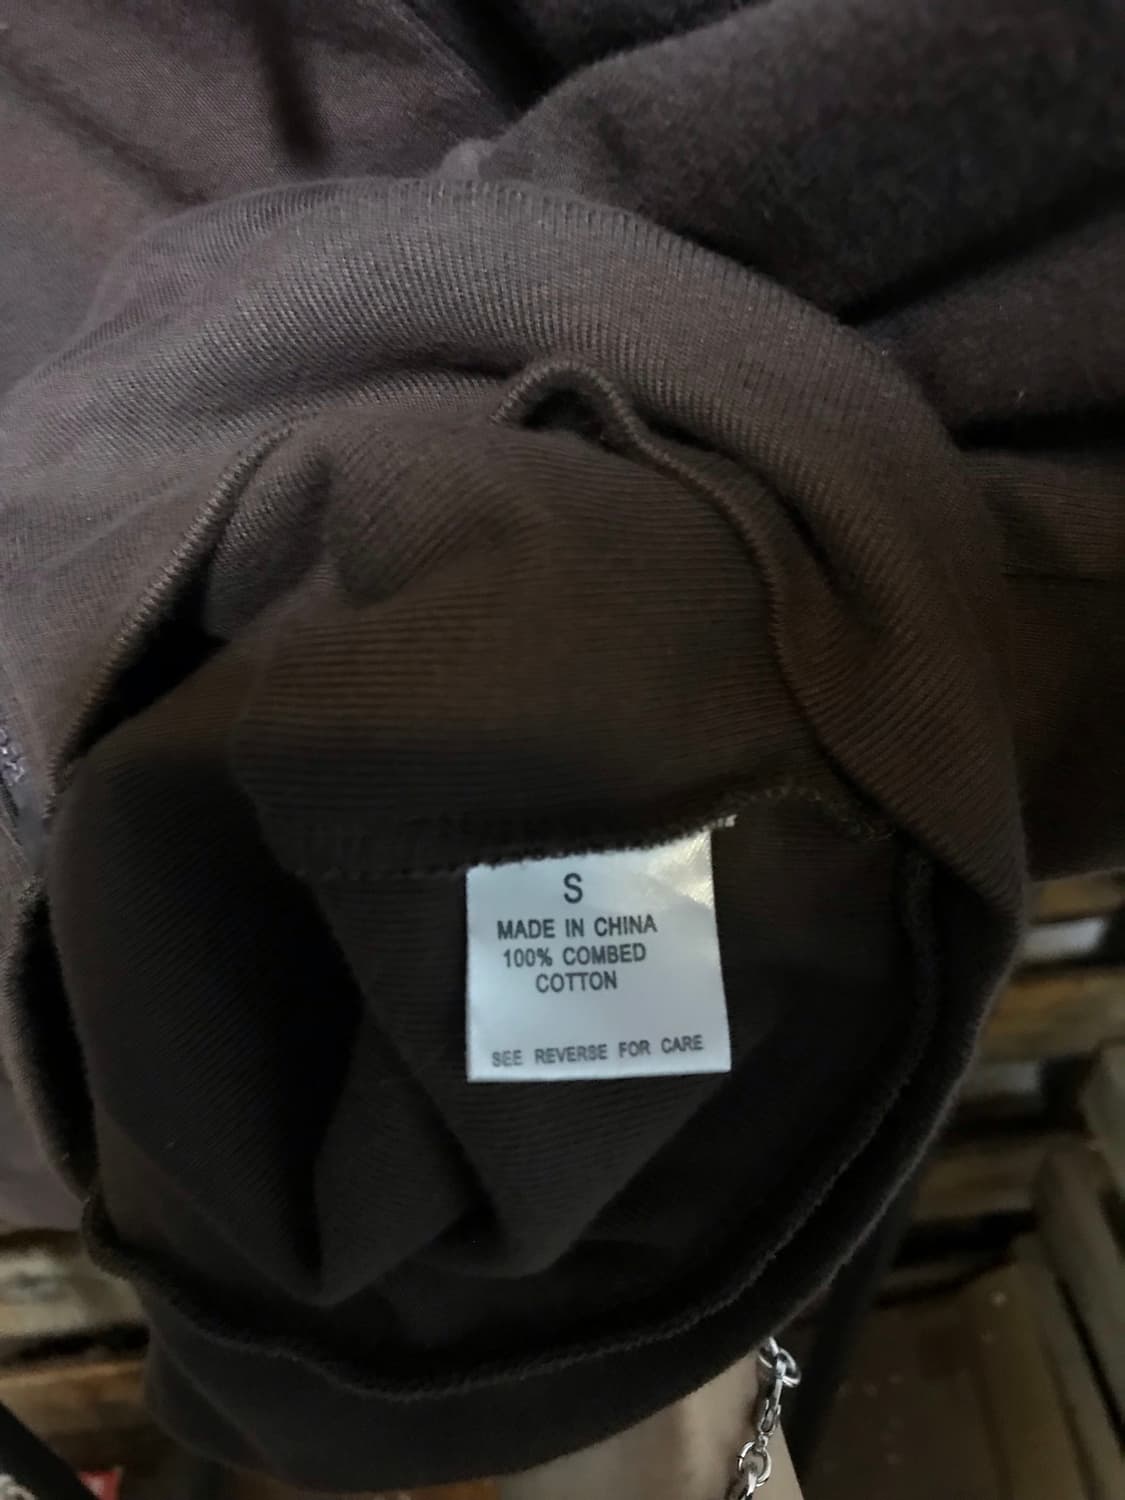 S
MADE IN CHINA
100% COMBED
COTTON
SEE REVERSE FOR CARE